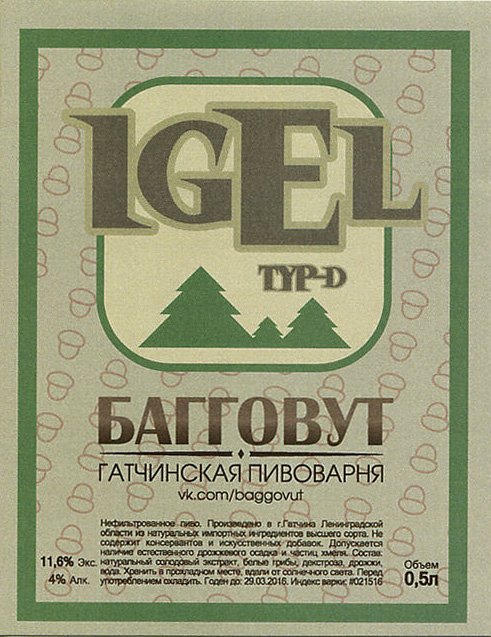 IGEL
TYP-D
БАГГОВУТ
ГАТЧИНСКАЯ ПИВОВАРНЯ
vk.com/baggovut
Нефильтрованное пиво. Произведено в г.Гатчина Ленинградской
области из натуральных импортных ингредиентов высшего сорта. Не
содержит консервантов и искусственных добавок. Допускается
наличие естественного дрожжевого осадка и частиц хмеля. Состав:
натуральный солодовый экстракт, белые грибы, декстроза, дрожжи,
вода. Хранить в прохладном месте, вдали от солнечного света. Перед
употреблением охладить. Годен до: 29.03.2016. Индекс варки: #021516
11,6% Экс.
4% Алк.
Объем
0,5л